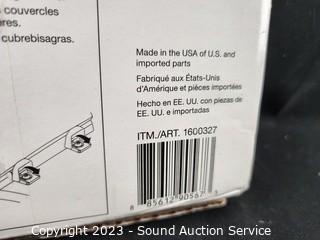 couvercles
res.
cubrebisagras.
Made in the USA of U.S. and
imported parts
Fabriqué aux États-Unis
d'Amérique et pièces importées
Hecho en EE. UU. con piezas de
EE. UU. e importadas
ITM./ART. 1600327
Copyright © 2023 - Sound Auction Service